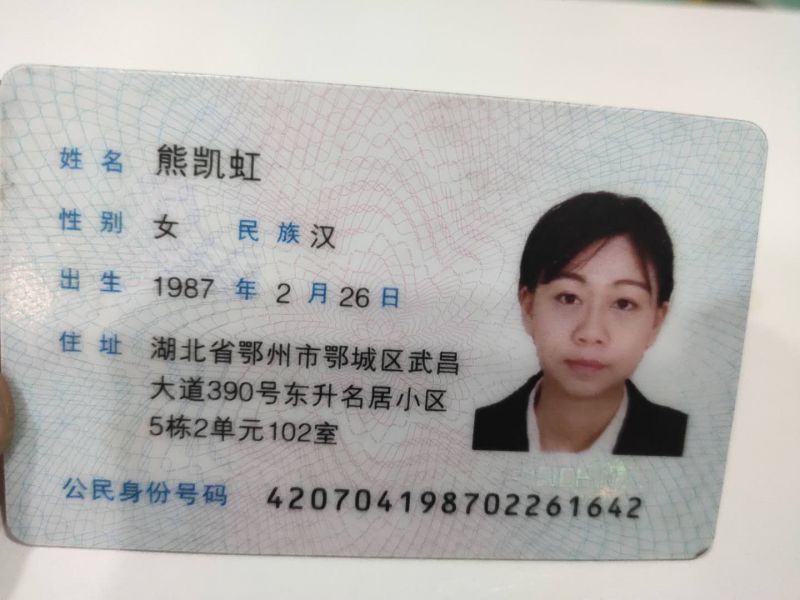 姓名 熊凯虹
性别 女 民族 汉
出生 1987 年 2 月 26 日
住址 湖北省鄂州市鄂城区武昌
大道390号东升名居小区
5栋2单元102室
公民身份号码 420704198702261642